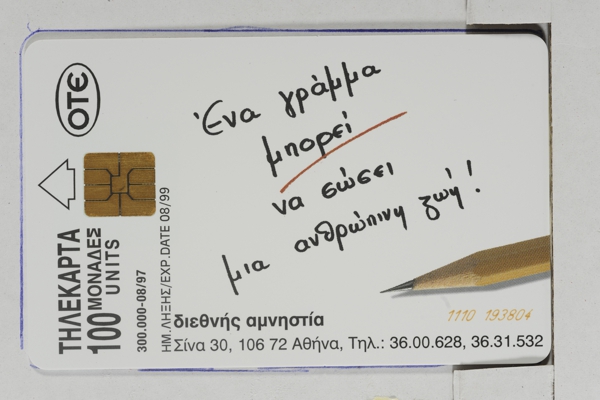 OTE
Ένα γράμμα
μπορεί
να σώσει
μια ανθρώπινη ζωή!
ΤΗΛΕΚΑΡΤΑ
100 ΜΟΝΑΔΕΣ
UNITS
300.000-08/97
ΗΜ.ΛΗΞΗΣ/EXP.DATE 08/99
διεθνής αμνηστία
Σίνα 30, 106 72 Αθήνα, Τηλ.: 36.00.628, 36.31.532
1110 193804